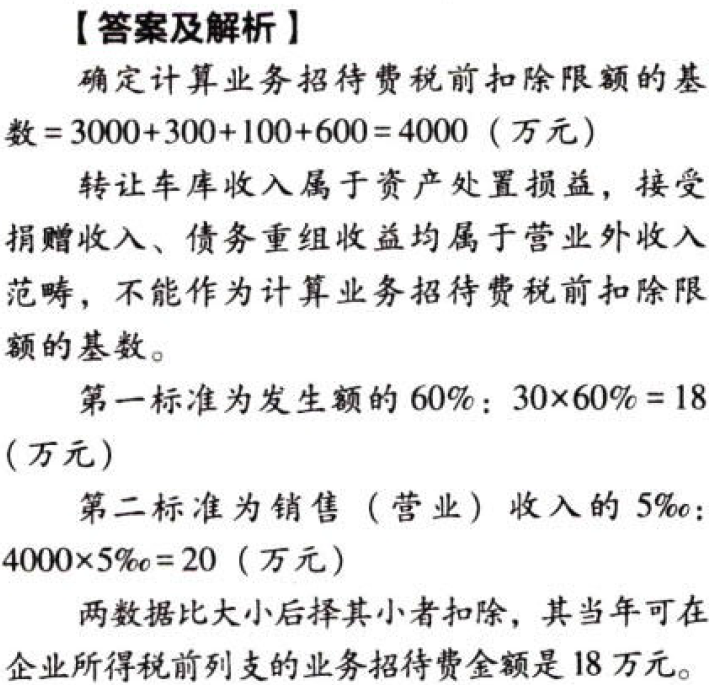 【答案及解析】
确定计算业务招待费税前扣除限额的基
数=3000+300+100+600=4000（万元）
转让车库收入属于资产处置损益，接受
捐赠收入、债务重组收益均属于营业外收入
范畴，不能作为计算业务招待费税前扣除限
额的基数。
第一标准为发生额的60%：30×60%=18
（万元）
第二标准为销售（营业）收入的5‰：
4000×5‰=20（万元）
两数据比大小后择其小者扣除，其当年可在
企业所得税前列支的业务招待费金额是18万元。